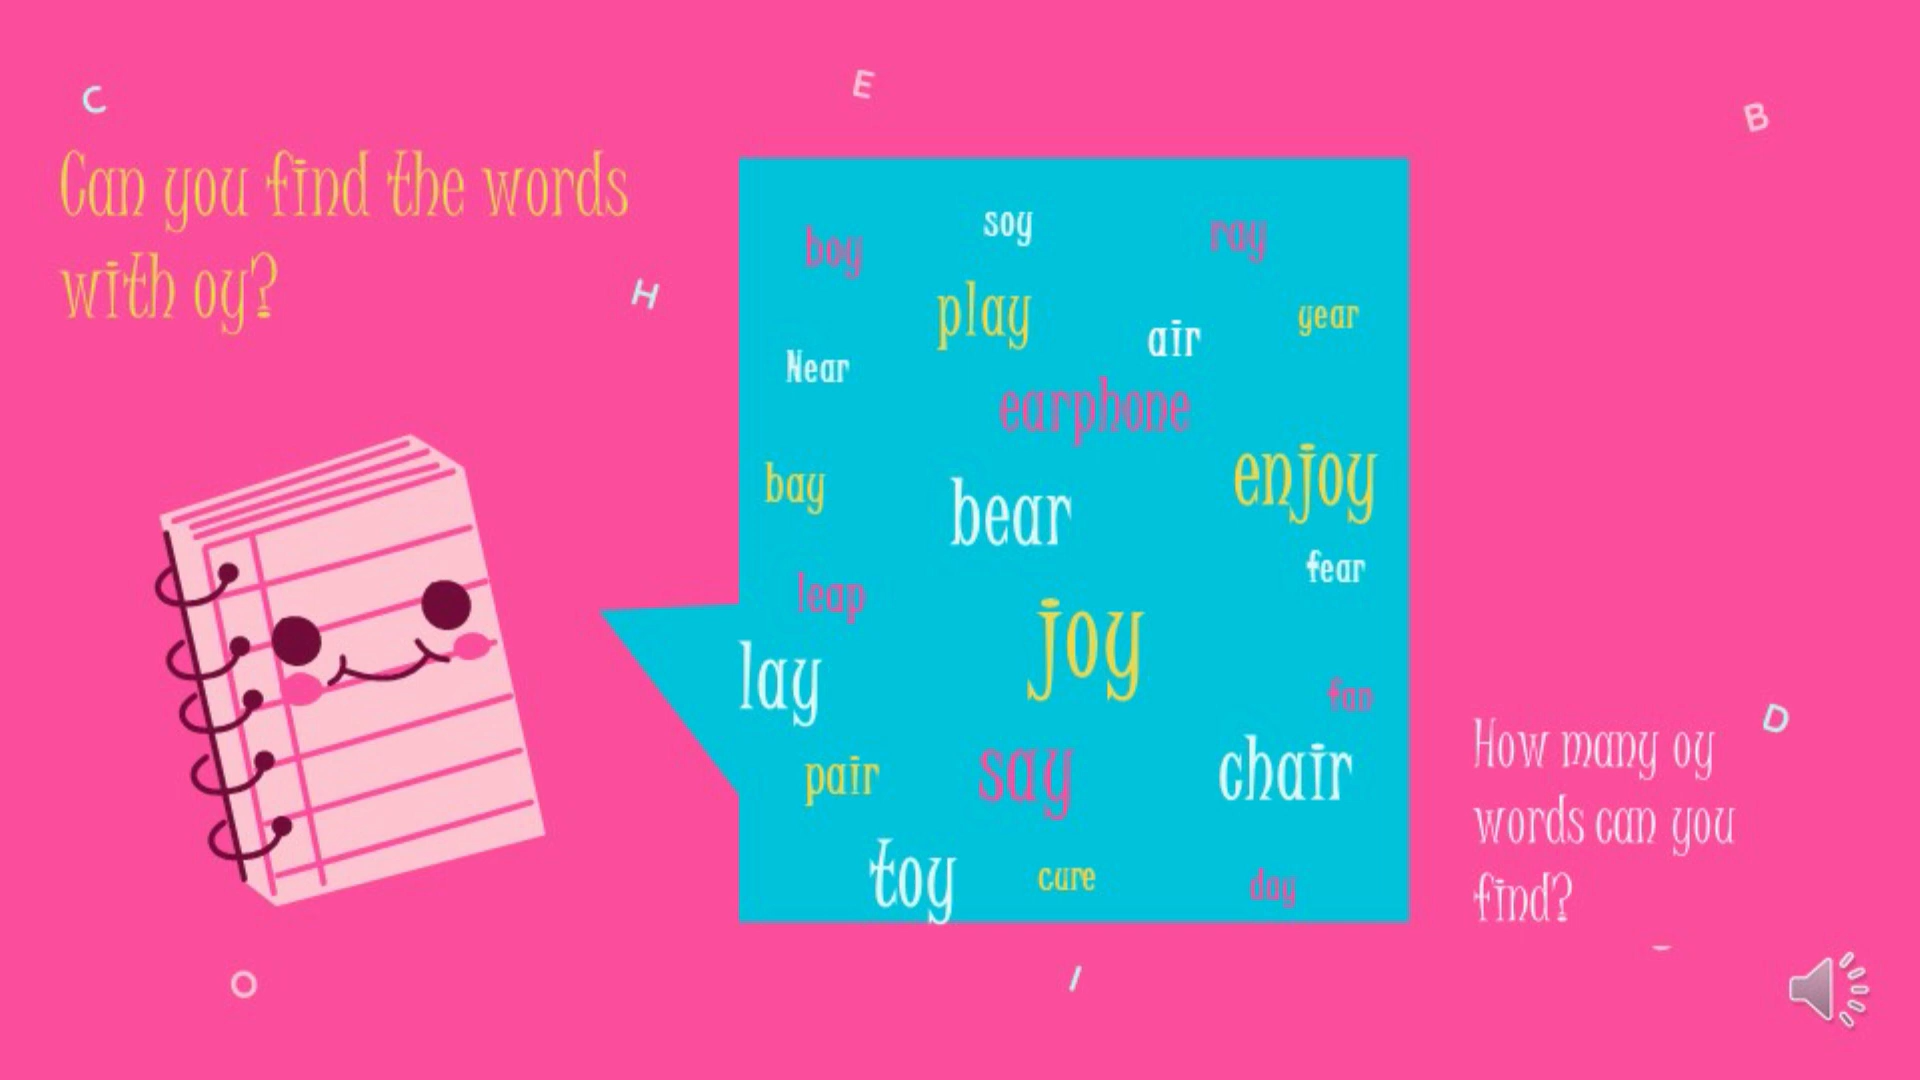 C
E
B
Can you find the words
with oy?
H
boy
soy
ray
play
air
year
Near
earphone
bay
bear
enjoy
fear
leap
joy
lay
fan
pair
say
chair
toy
cure
day
How many oy
words can you
find?
D
O
I